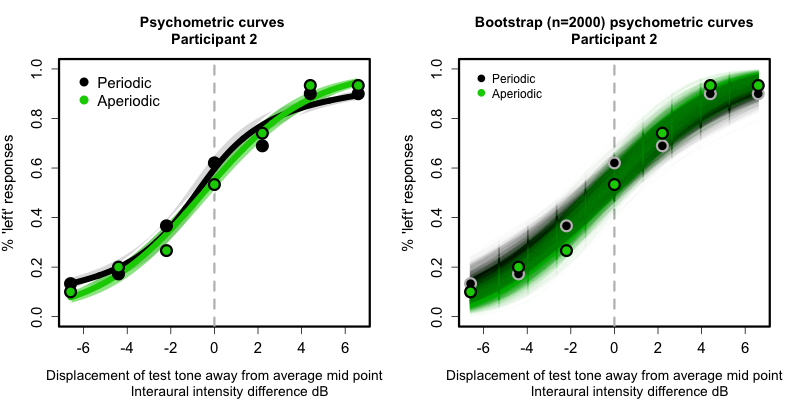 Psychometric curves
Participant 2
% 'left' responses
1.0
0.8
0.6
0.4
0.2
0.0
Periodic
Aperiodic
-6 -4 -2 0 2 4 6
Displacement of test tone away from average mid point
Interaural intensity difference dB
Bootstrap (n=2000) psychometric curves
Participant 2
% 'left' responses
1.0
0.8
0.6
0.4
0.2
0.0
Periodic
Aperiodic
-6 -4 -2 0 2 4 6
Displacement of test tone away from average mid point
Interaural intensity difference dB